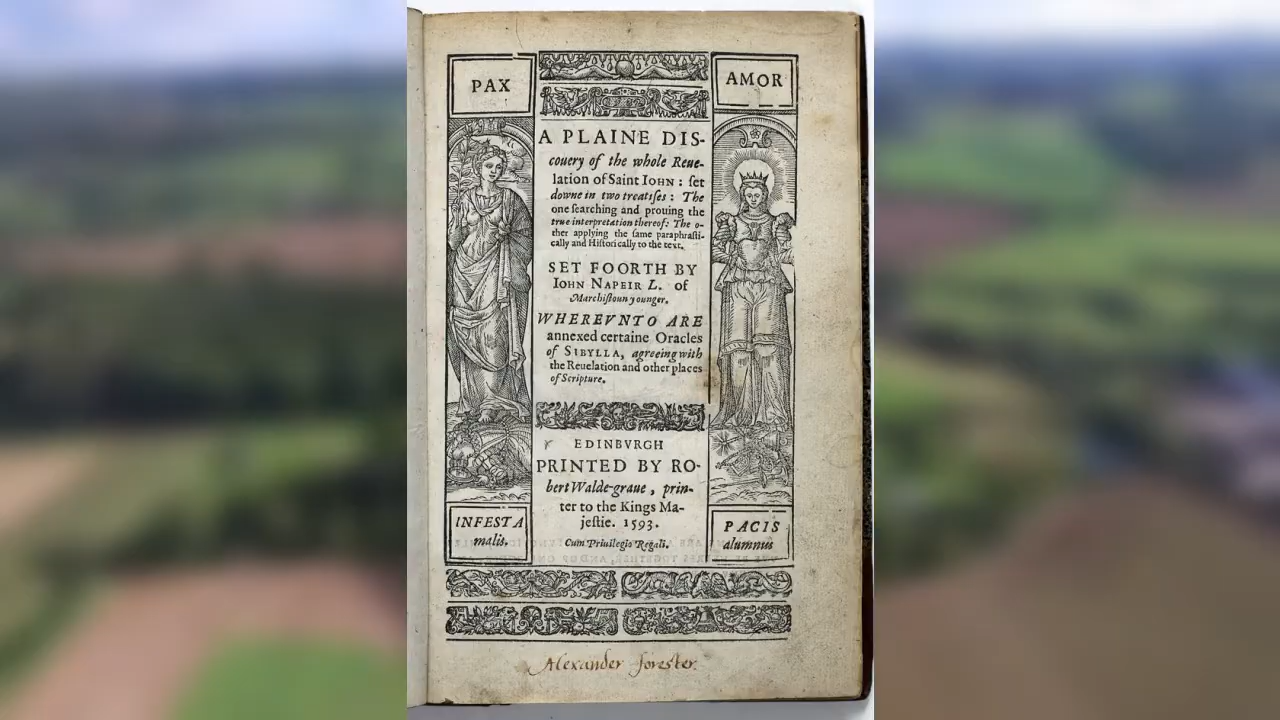 PAX
AMOR
A PLAINE DIS-
couery of the whole Reue-
lation of Saint IOHN : ſet
downe in two treatiſes : The
one ſearching and prouing the
true interpretation thereof: The o-
ther applying the ſame paraphraſti-
cally and Hiſtorically to the text.
SET FOORTH BY
IOHN NAPEIR L. of
Marchiſtoun younger.
WHEREVNTO ARE
annexed certaine Oracles
of SIBYLLA, agreeing with
the Reuelation and other places
of Scripture.
EDINBVRGH
PRINTED BY RO-
bert Walde-graue, prin-
ter to the Kings Ma-
jeſtie. 1593.
Cum Priuilegio Regali.
INFESTA
malis.
PACIS
alumnus
Alexander Forester.